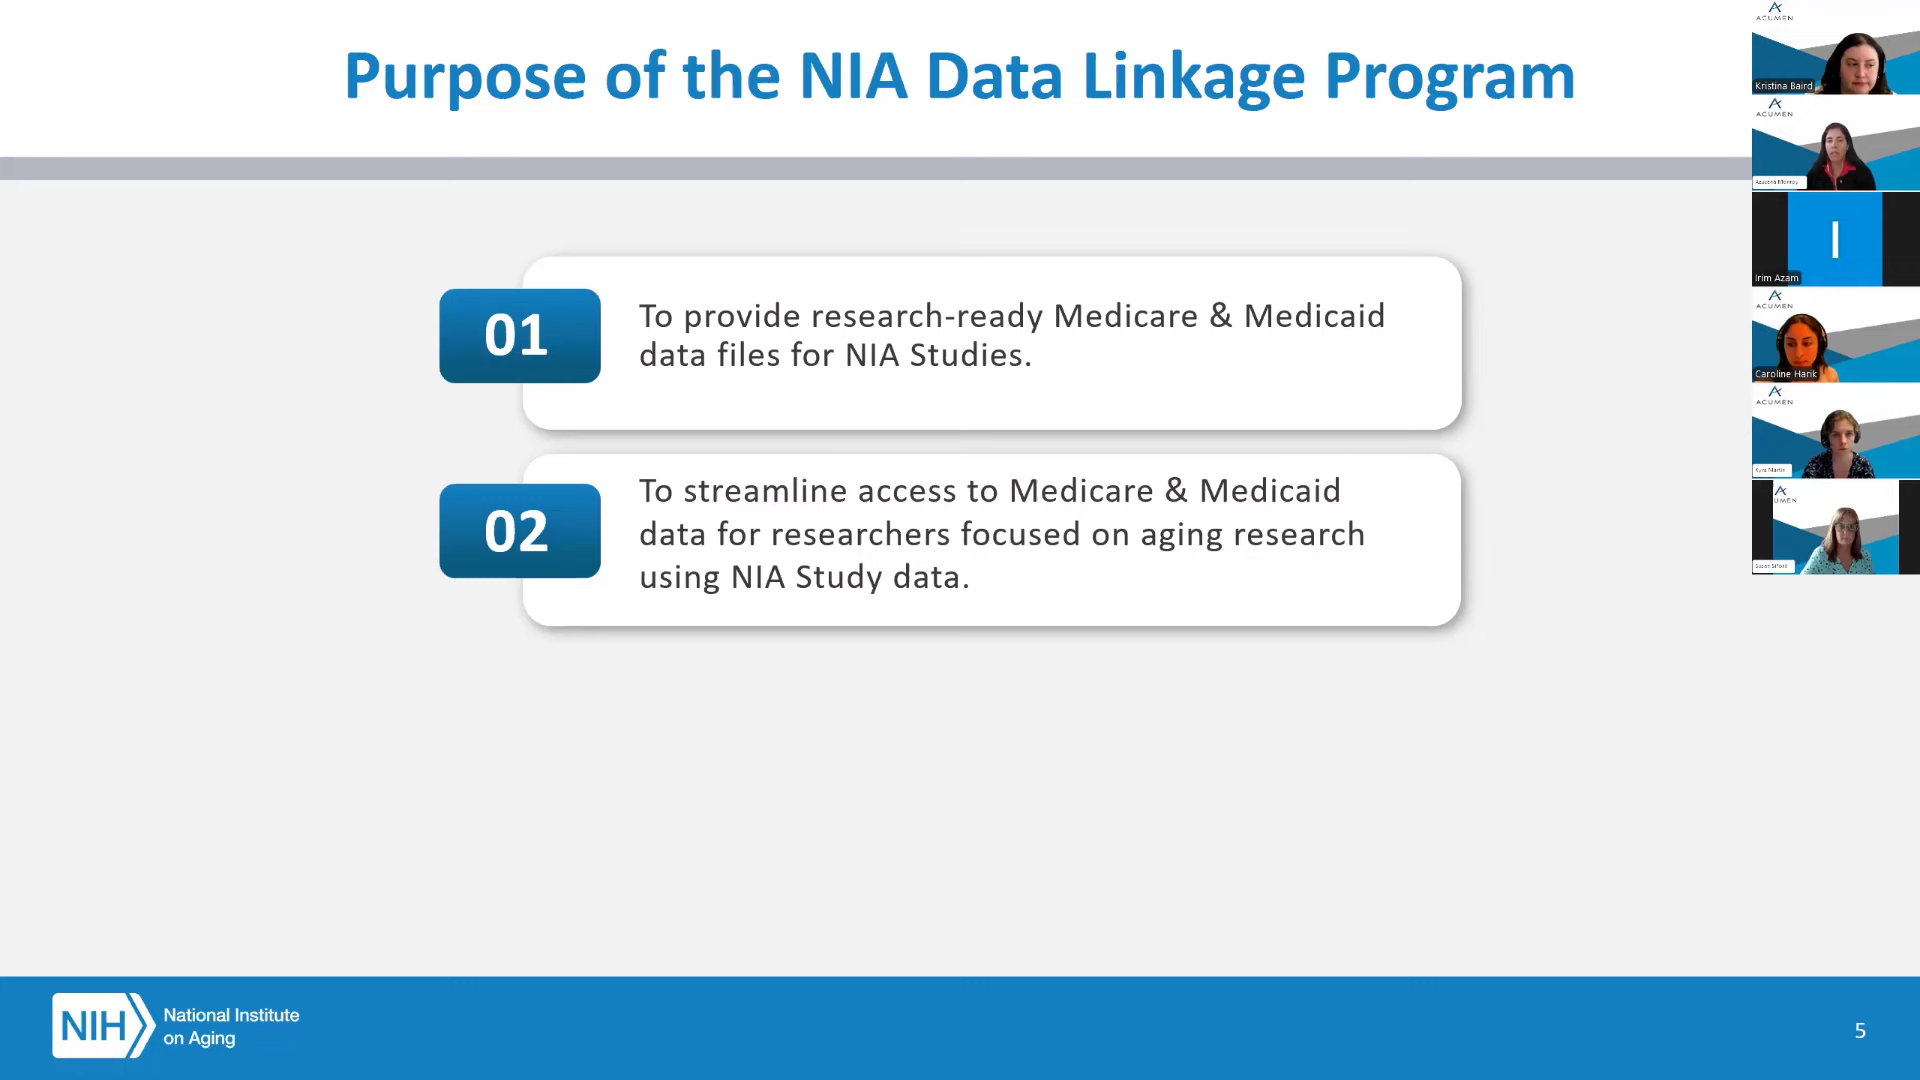 Purpose of the NIA Data Linkage Program
01
To provide research-ready Medicare & Medicaid
data files for NIA Studies.
02
To streamline access to Medicare & Medicaid
data for researchers focused on aging research
using NIA Study data.
NIH
National Institute
on Aging
5
ACUMEN
Kristina Baird
ACUMEN
Azucena Monroy
I
Irim Azam
ACUMEN
Caroline Harik
ACUMEN
Kyra Martin
UMEN